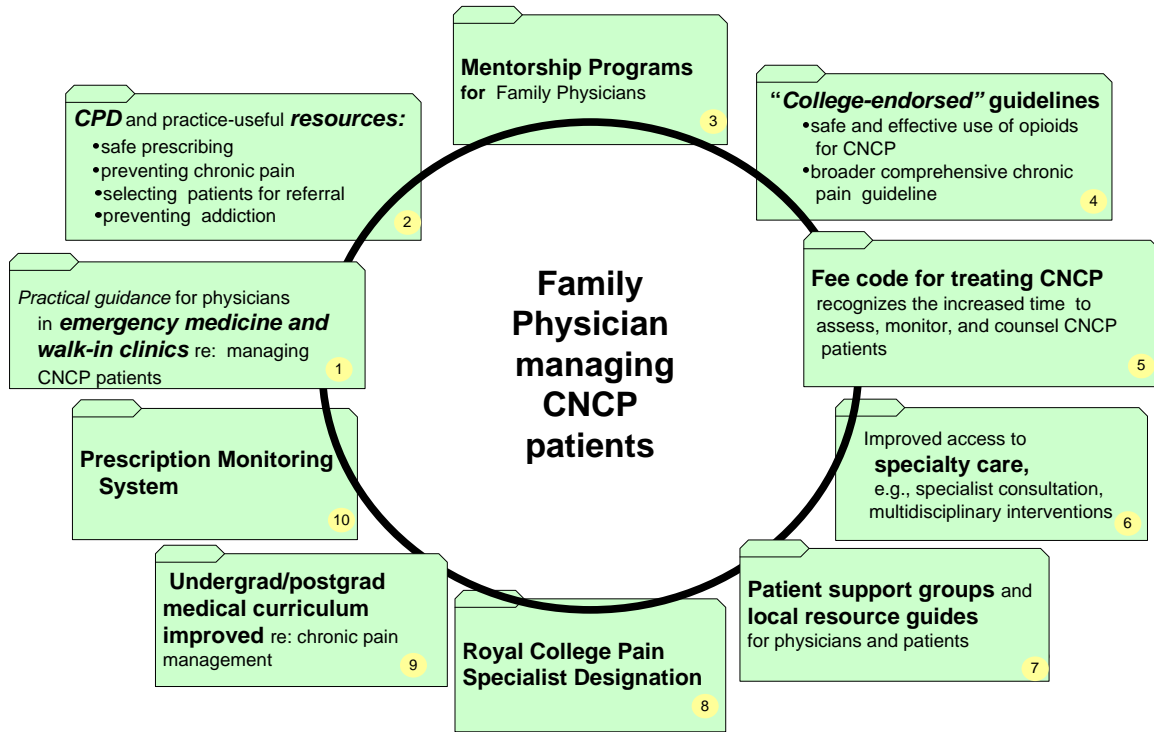 Family
Physician
managing
CNCP
patients
Practical guidance for physicians
in emergency medicine and
walk-in clinics re: managing
CNCP patients
1
CPD and practice-useful resources:
•safe prescribing
•preventing chronic pain
•selecting patients for referral
•preventing addiction
2
Mentorship Programs
for Family Physicians
3
“College-endorsed” guidelines
•safe and effective use of opioids
for CNCP
•broader comprehensive chronic
pain guideline
4
Fee code for treating CNCP
recognizes the increased time to
assess, monitor, and counsel CNCP
patients
5
Improved access to
specialty care,
e.g., specialist consultation,
multidisciplinary interventions
6
Patient support groups and
local resource guides
for physicians and patients
7
Royal College Pain
Specialist Designation
8
Undergrad/postgrad
medical curriculum
improved re: chronic pain
management
9
Prescription Monitoring
System
10